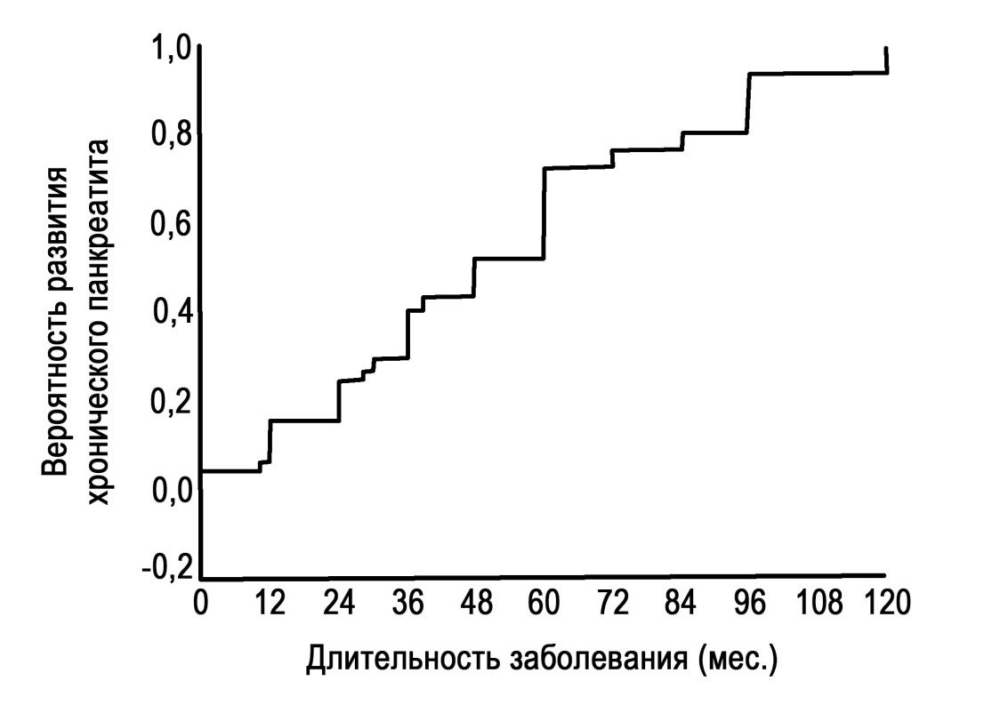 Вероятность развития
хронического панкреатита
1,0
0,8
0,6
0,4
0,2
0,0
-0,2
0 12 24 36 48 60 72 84 96 108 120
Длительность заболевания (мес.)